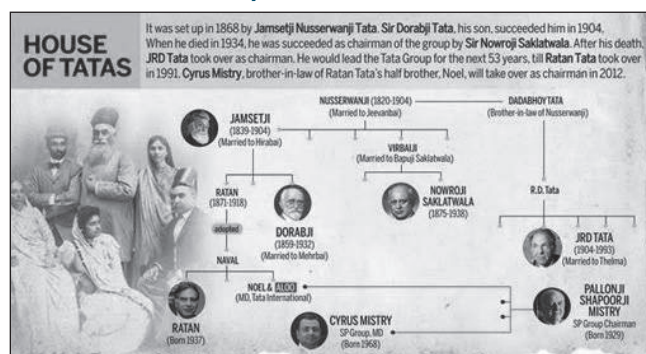 HOUSE
OF TATAS
It was set up in 1868 by Jamsetji Nusserwanji Tata. Sir Dorabji Tata, his son, succeeded him in 1904.
When he died in 1934, he was succeeded as chairman of the group by Sir Nowroji Saklatwala. After his death,
JRD Tata took over as chairman. He would lead the Tata Group for the next 53 years, till Ratan Tata took over
in 1991. Cyrus Mistry, brother-in-law of Ratan Tata's half brother, Noel, will take over as chairman in 2012.
NUSSERWANJI (1820-1904)
(Married to Jeevanbai)
DADABHOY TATA
(Brother-in-law of Nusserwanji)
JAMSETJI
(1839-1904)
(Married to Hirabai)
VIRBAIJI
(Married to Bapuji Saklatwala)
RATAN
(1871-1918)
DORABJI
(1859-1932)
(Married to Mehrbai)
NOWROJI
SAKLATWALA
(1875-1938)
R.D. Tata
JRD TATA
(1904-1993)
(Married to Thelma)
adopted
NAVAL
NOEL & ALOO
(MD, Tata International)
RATAN
(Born 1937)
CYRUS MISTRY
SP Group, MD
(Born 1968)
PALLONJI
SHAPOORJI
MISTRY
SP Group Chairman
(Born 1929)